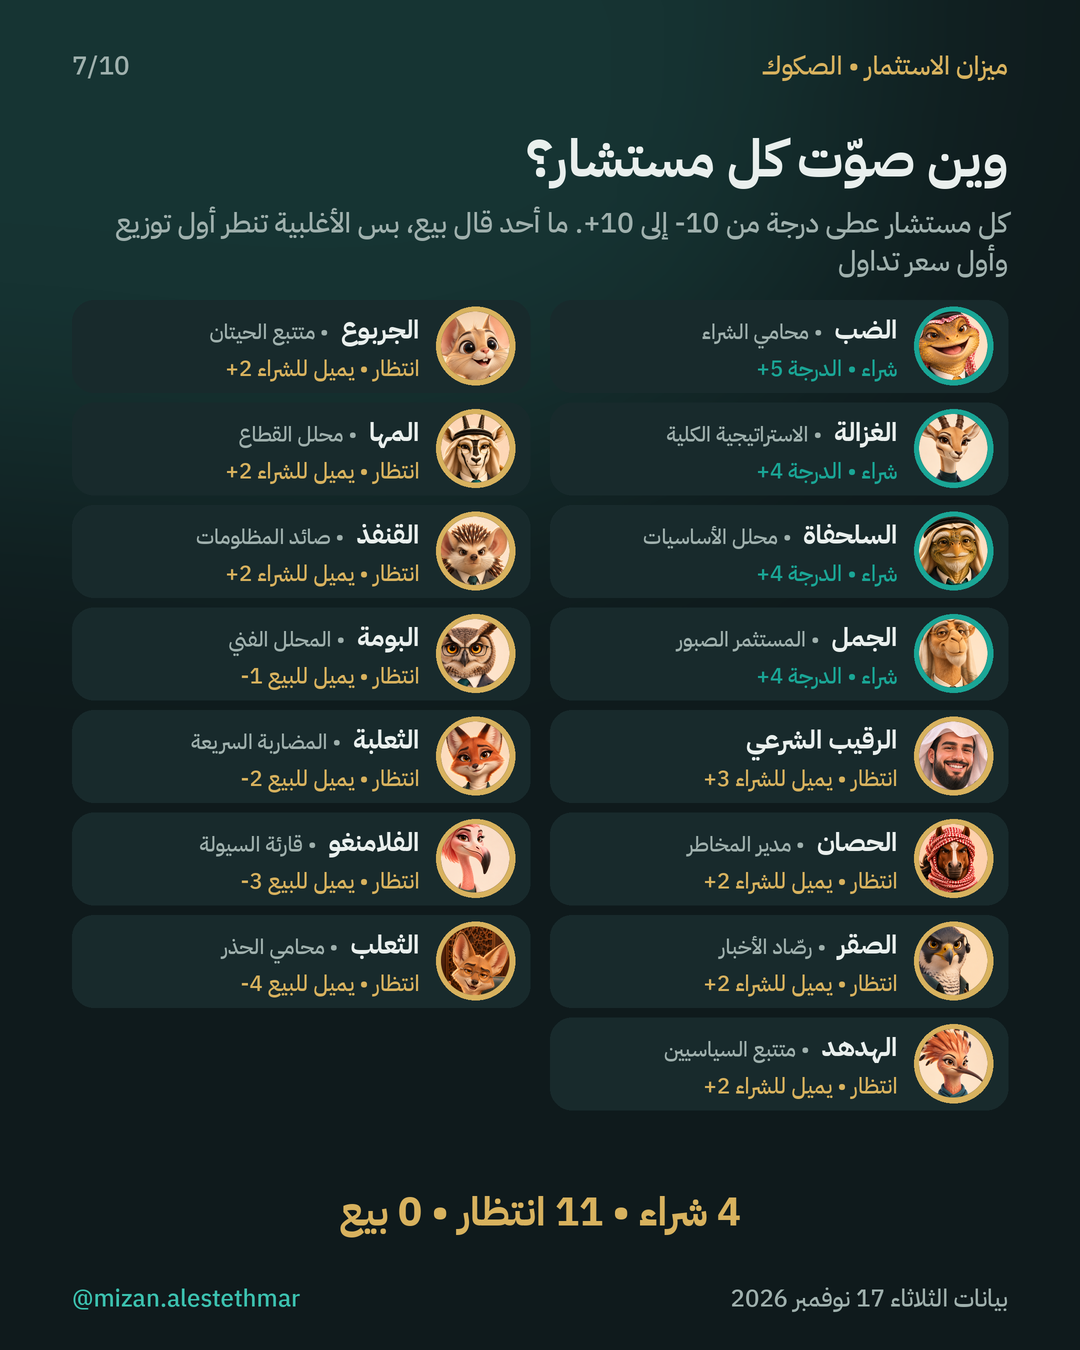 ميزان الاستثمار • الصكوك
7/10
وين صوّت كل مستشار؟
كل مستشار عطى درجة من 10- إلى 10+. ما أحد قال بيع، بس الأغلبية تنطر أول توزيع
وأول سعر تداول
الضب • محامي الشراء
شراء • الدرجة 5+
الجربوع • متتبع الحيتان
انتظار • يميل للشراء 2+
الغزالة • الاستراتيجية الكلية
شراء • الدرجة 4+
المها • محلل القطاع
انتظار • يميل للشراء 2+
السلحفاة • محلل الأساسيات
شراء • الدرجة 4+
القنفذ • صائد المظلومات
انتظار • يميل للشراء 2+
الجمل • المستثمر الصبور
شراء • الدرجة 4+
البومة • المحلل الفني
انتظار • يميل للبيع 1-
الرقيب الشرعي
انتظار • يميل للشراء 3+
الثعلبة • المضاربة السريعة
انتظار • يميل للبيع 2-
الحصان • مدير المخاطر
انتظار • يميل للشراء 2+
الفلامنغو • قارئة السيولة
انتظار • يميل للبيع 3-
الصقر • رصّاد الأخبار
انتظار • يميل للشراء 2+
الثعلب • محامي الحذر
انتظار • يميل للبيع 4-
الهدهد • متتبع السياسيين
انتظار • يميل للشراء 2+
4 شراء • 11 انتظار • 0 بيع
بيانات الثلاثاء 17 نوفمبر 2026
@mizan.alestethmar